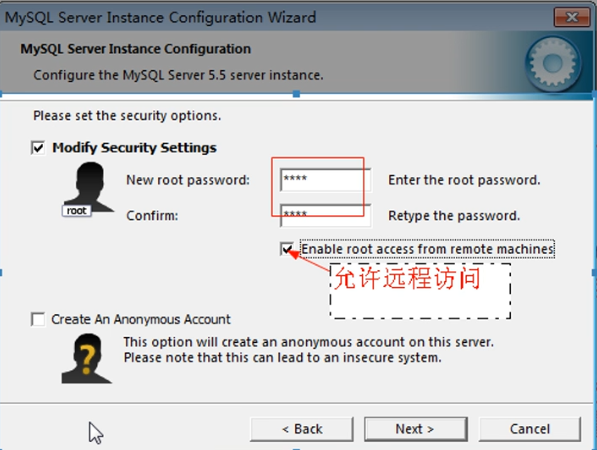 MySQL Server Instance Configuration Wizard
MySQL Server Instance Configuration
Configure the MySQL Server 5.5 server instance.
Please set the security options.
Modify Security Settings
New root password: **** Enter the root password.
root
Confirm: **** Retype the password.
Enable root access from remote machines
允许远程访问
Create An Anonymous Account
This option will create an anonymous account on this server.
Please note that this can lead to an insecure system.
< Back Next > Cancel